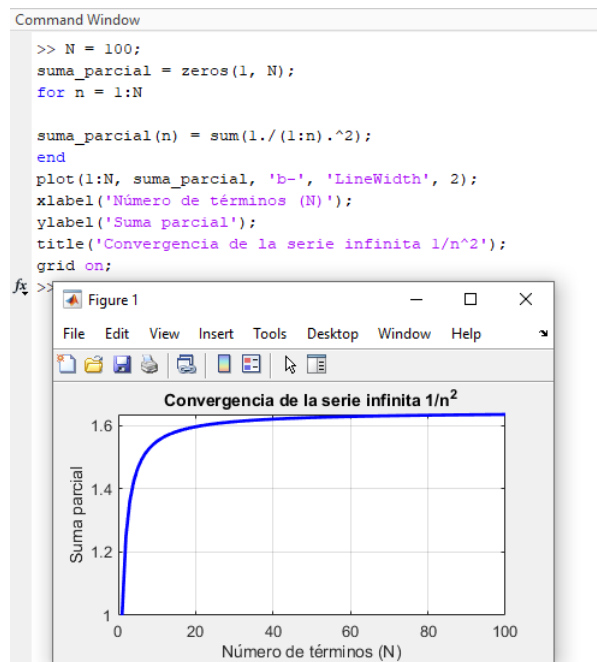 Command Window
>> N = 100;
suma_parcial = zeros(1, N);
for n = 1:N
suma_parcial(n) = sum(1./(1:n).^2);
end
plot(1:N, suma_parcial, 'b-', 'LineWidth', 2);
xlabel('Número de términos (N)');
ylabel('Suma parcial');
title('Convergencia de la serie infinita 1/n^2');
grid on;
fx >>
Figure 1
File Edit View Insert Tools Desktop Window Help
Convergencia de la serie infinita 1/n²
Suma parcial
1.6
1.4
1.2
1
0 20 40 60 80 100
Número de términos (N)